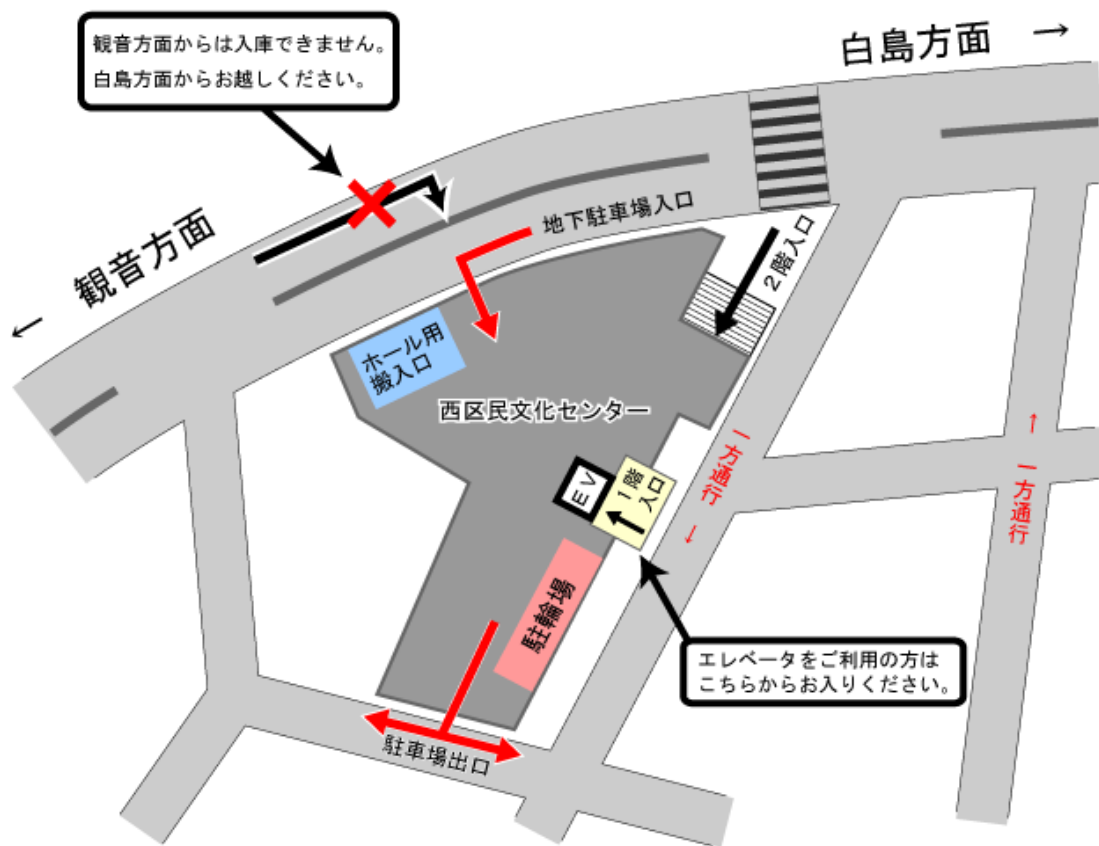 観音方面からは入庫できません。
白島方面からお越しください。
白島方面 →
← 観音方面
地下駐車場入口
2階入口
ホール用
搬入口
西区民文化センター
一方通行 →
← 一方通行
EV
1階
入口
駐輪場
エレベータをご利用の方は
こちらからお入りください。
駐車場出口